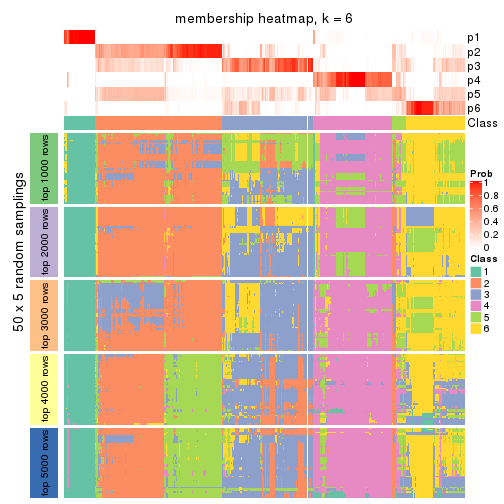 membership heatmap, k = 6
p1
p2
p3
p4
p5
p6
Class
50 x 5 random samplings
top 1000 rows
top 2000 rows
top 3000 rows
top 4000 rows
top 5000 rows
Prob
1
0.8
0.6
0.4
0.2
0
Class
1
2
3
4
5
6